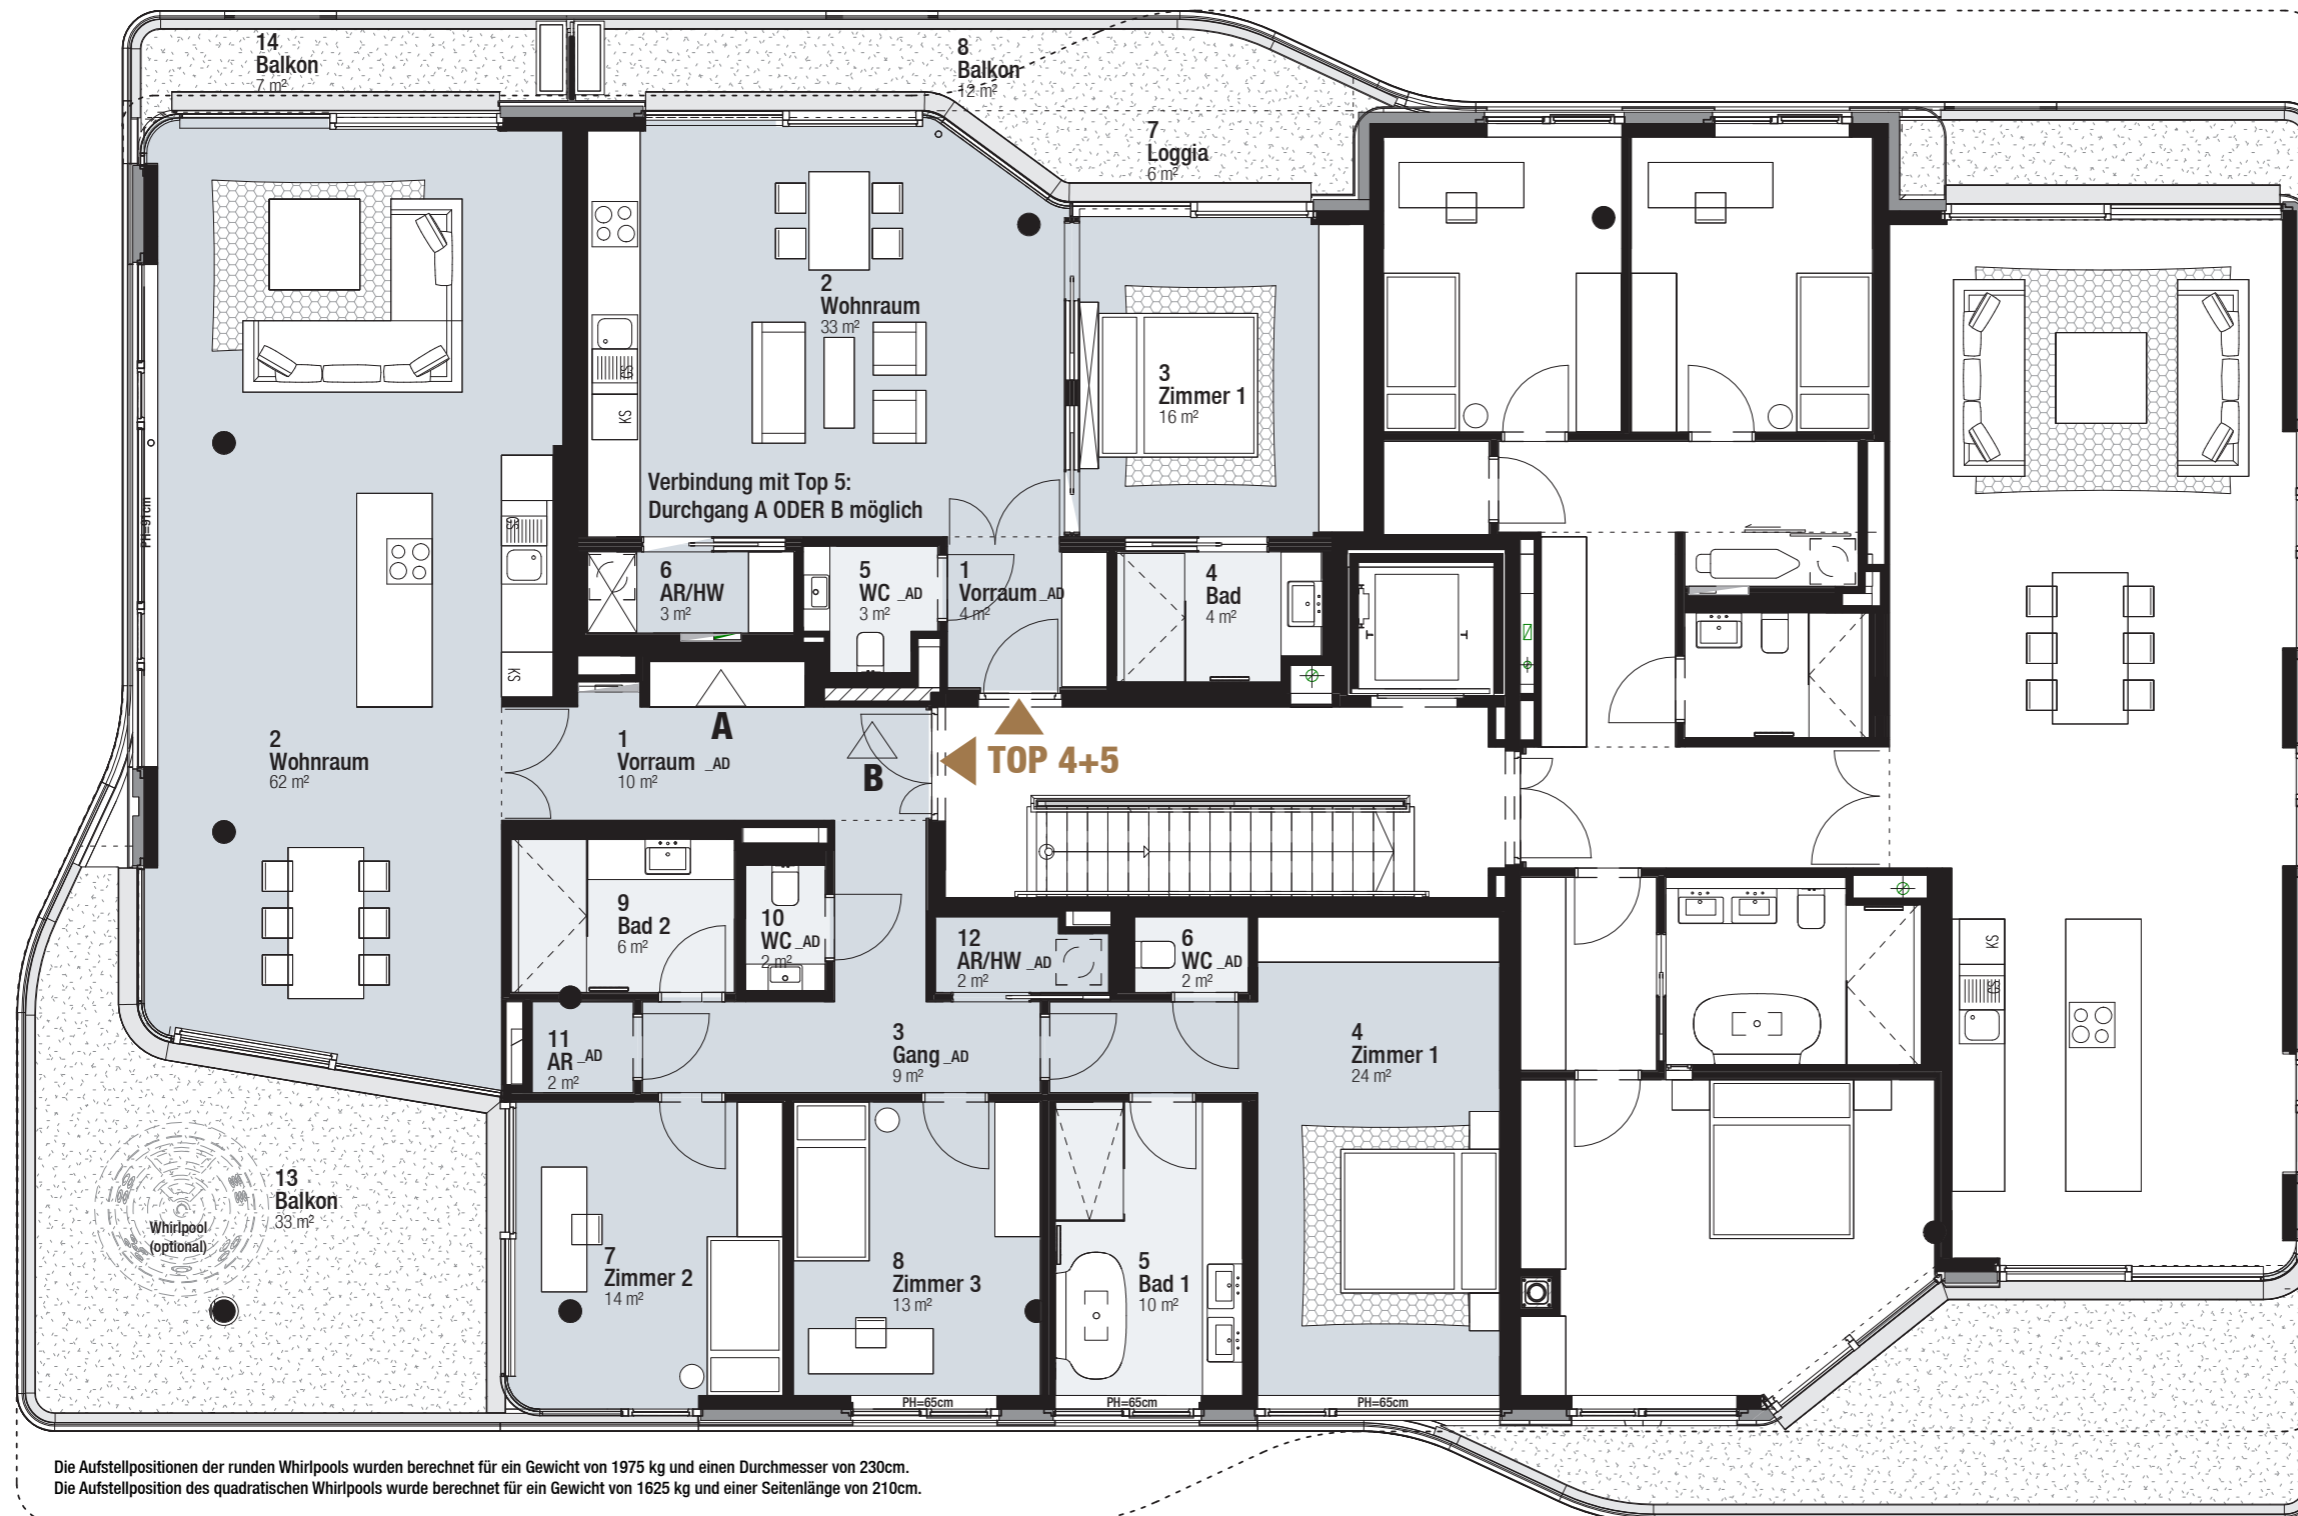 14
Balkon
7 m²
8
Balkon
12 m²
7
Loggia
6 m²
2
Wohnraum
33 m²
3
Zimmer 1
16 m²
GS
KS
Verbindung mit Top 5:
Durchgang A ODER B möglich
PH=91cm
GS
KS
6
AR/HW
3 m²
5
WC _AD
3 m²
1
Vorraum _AD
4 m²
4
Bad
4 m²
A
B
TOP 4+5
2
Wohnraum
62 m²
1
Vorraum _AD
10 m²
9
Bad 2
6 m²
10
WC _AD
2 m²
12
AR/HW _AD
2 m²
6
WC _AD
2 m²
KS
GS
11
AR _AD
2 m²
3
Gang _AD
9 m²
4
Zimmer 1
24 m²
13
Balkon
33 m²
Whirlpool
(optional)
7
Zimmer 2
14 m²
8
Zimmer 3
13 m²
5
Bad 1
10 m²
PH=65cm
PH=65cm
PH=65cm
Die Aufstellpositionen der runden Whirlpools wurden berechnet für ein Gewicht von 1975 kg und einen Durchmesser von 230cm.
Die Aufstellposition des quadratischen Whirlpools wurde berechnet für ein Gewicht von 1625 kg und einer Seitenlänge von 210cm.